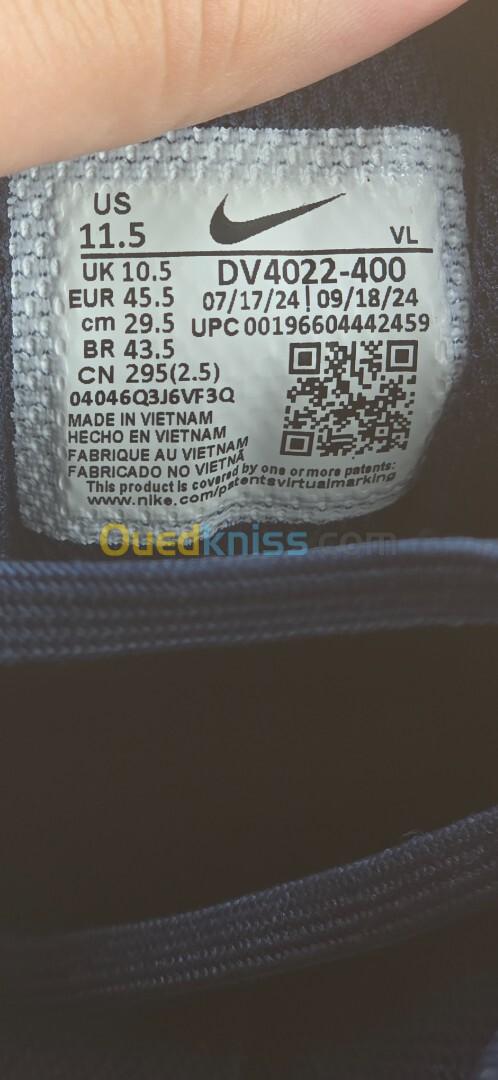 US
11.5
VL
UK 10.5
DV4022-400
EUR 45.5
07/17/24 | 09/18/24
cm 29.5
UPC 00196604442459
BR 43.5
CN 295(2.5)
04046Q3J6VF3Q
MADE IN VIETNAM
HECHO EN VIETNAM
FABRIQUE AU VIETNAM
FABRICADO NO VIETNÃ
This product is covered by one or more patents:
www.nike.com/patentsvirtualmarking
Ouedkniss.com